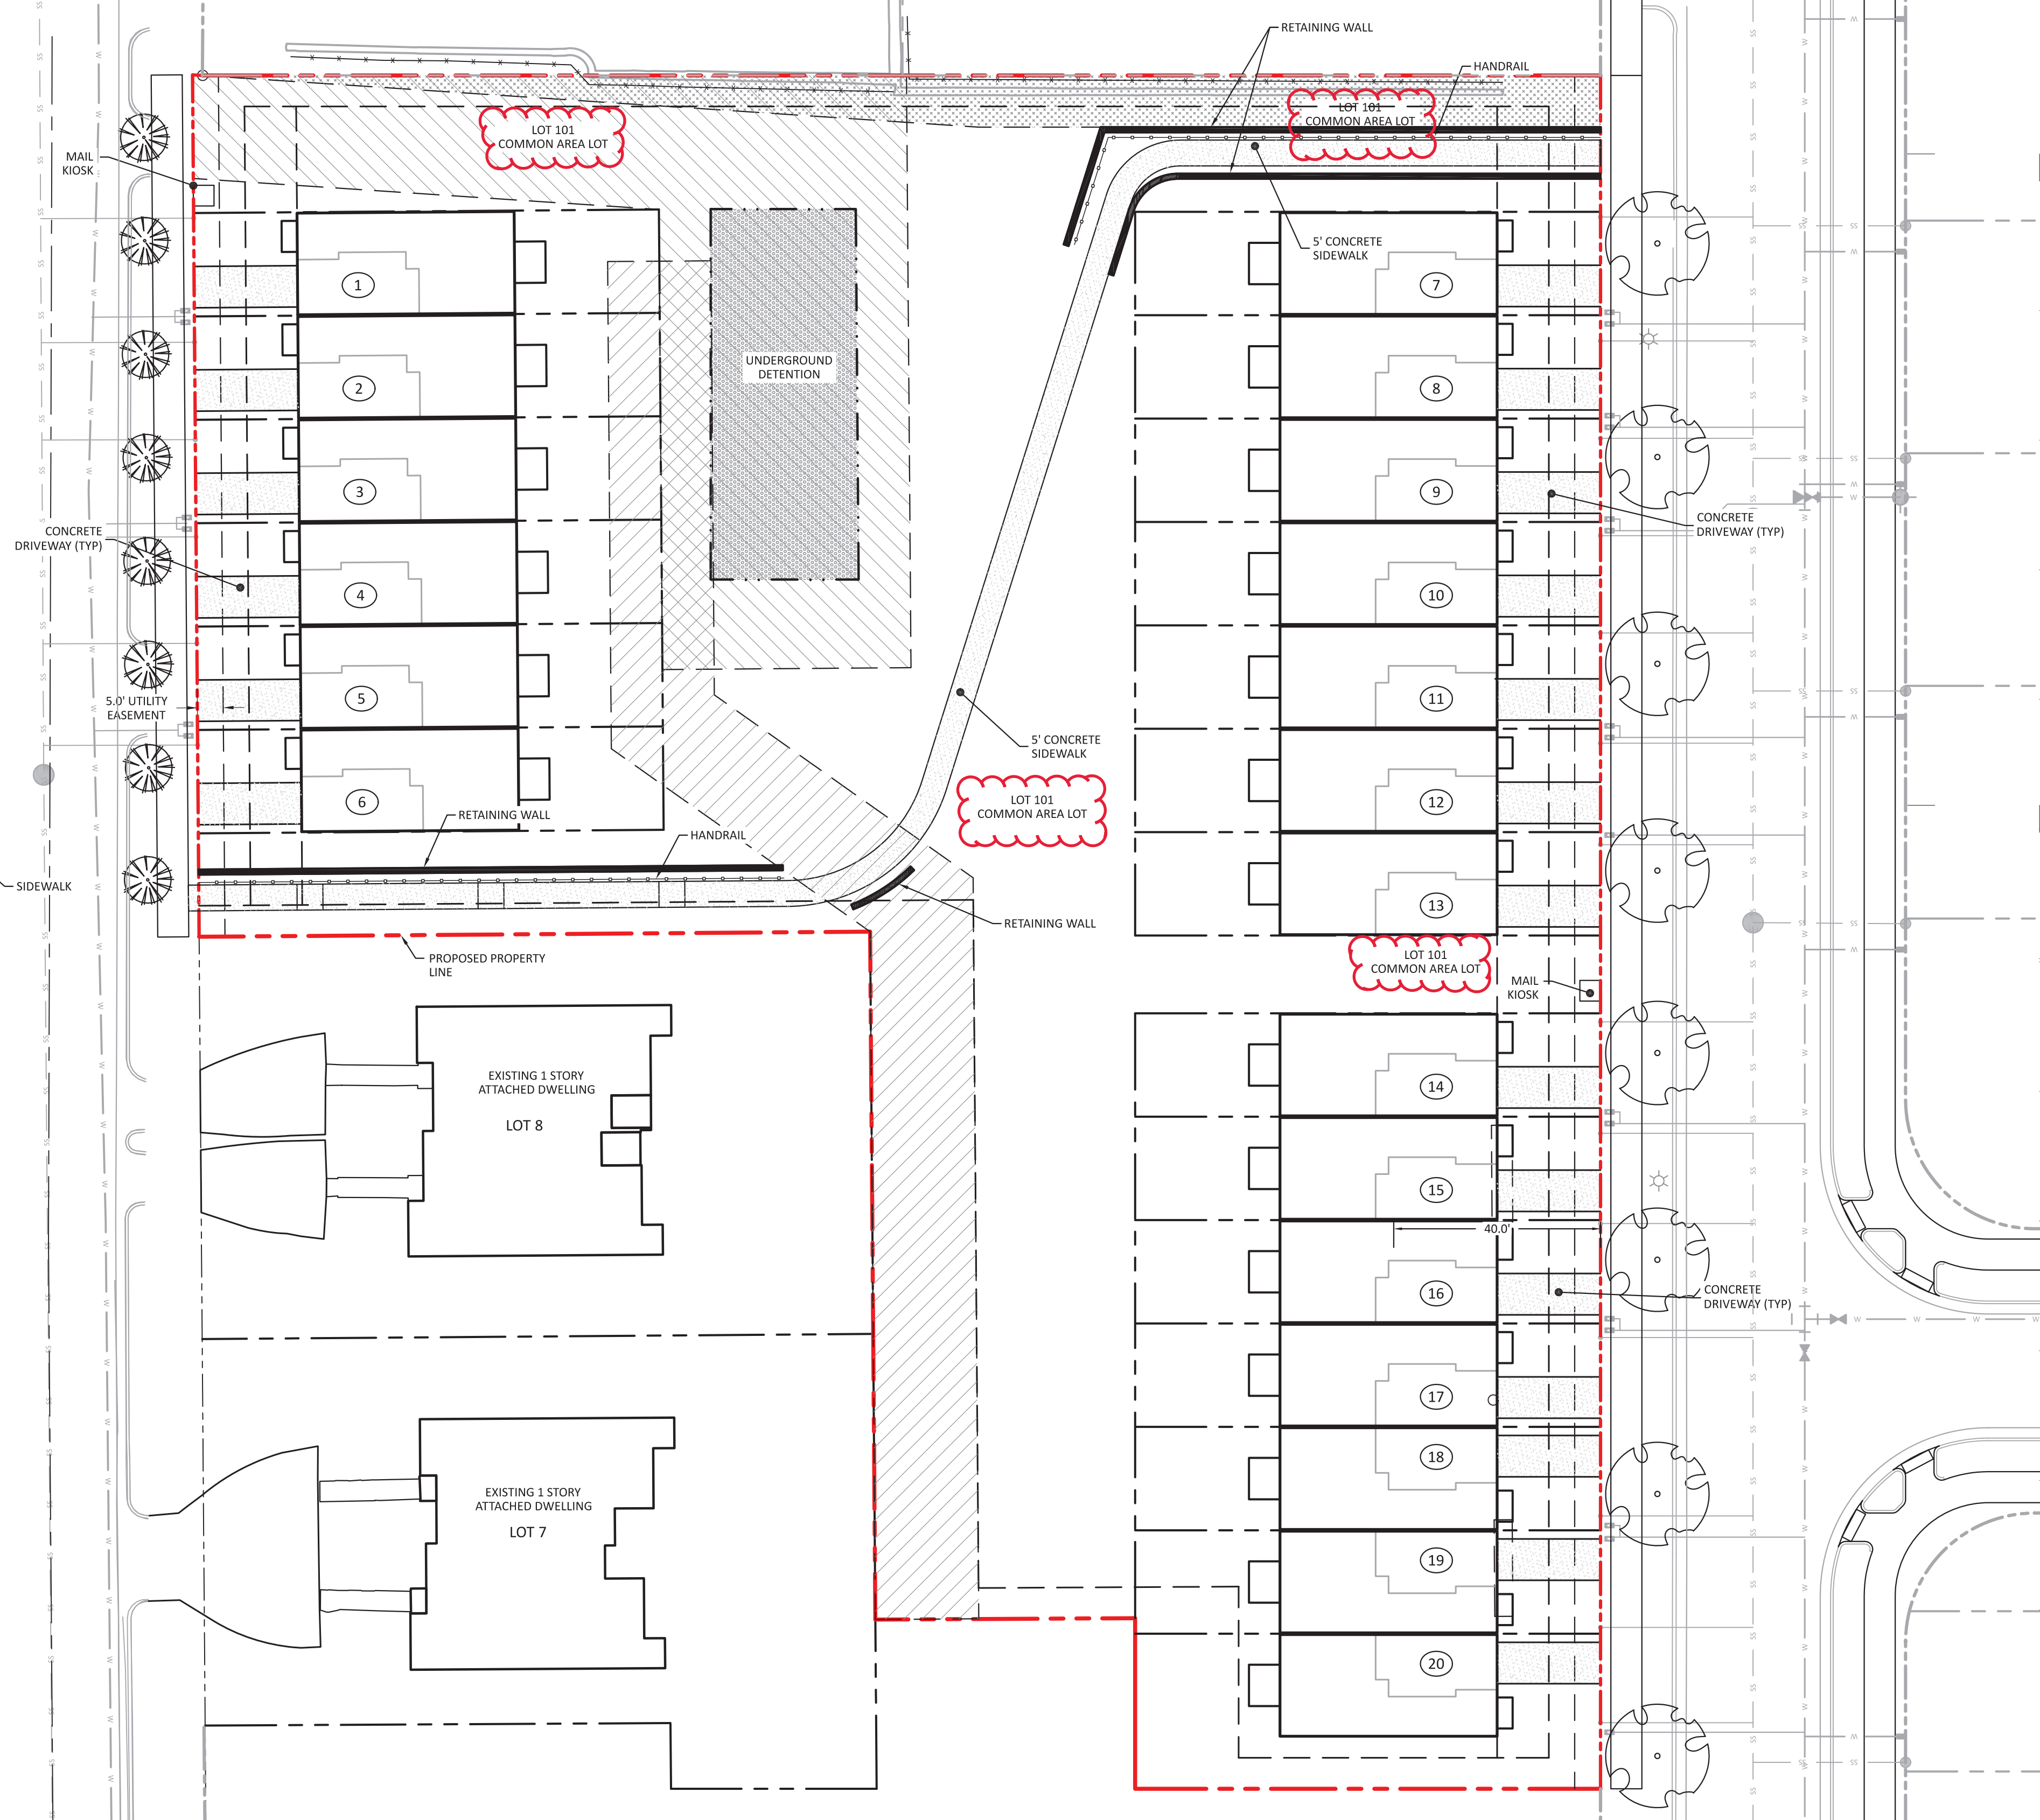 RETAINING WALL
HANDRAIL
LOT 101
COMMON AREA LOT
LOT 101
COMMON AREA LOT
MAIL
KIOSK
5' CONCRETE
SIDEWALK
1
7
UNDERGROUND
DETENTION
2
8
3
9
CONCRETE
DRIVEWAY (TYP)
CONCRETE
DRIVEWAY (TYP)
4
10
5
11
5.0' UTILITY
EASEMENT
5' CONCRETE
SIDEWALK
6
12
LOT 101
COMMON AREA LOT
RETAINING WALL
HANDRAIL
SIDEWALK
13
RETAINING WALL
PROPOSED PROPERTY
LINE
LOT 101
COMMON AREA LOT
MAIL
KIOSK
EXISTING 1 STORY
ATTACHED DWELLING
LOT 8
14
15
40.0'
16
CONCRETE
DRIVEWAY (TYP)
17
18
EXISTING 1 STORY
ATTACHED DWELLING
LOT 7
19
20